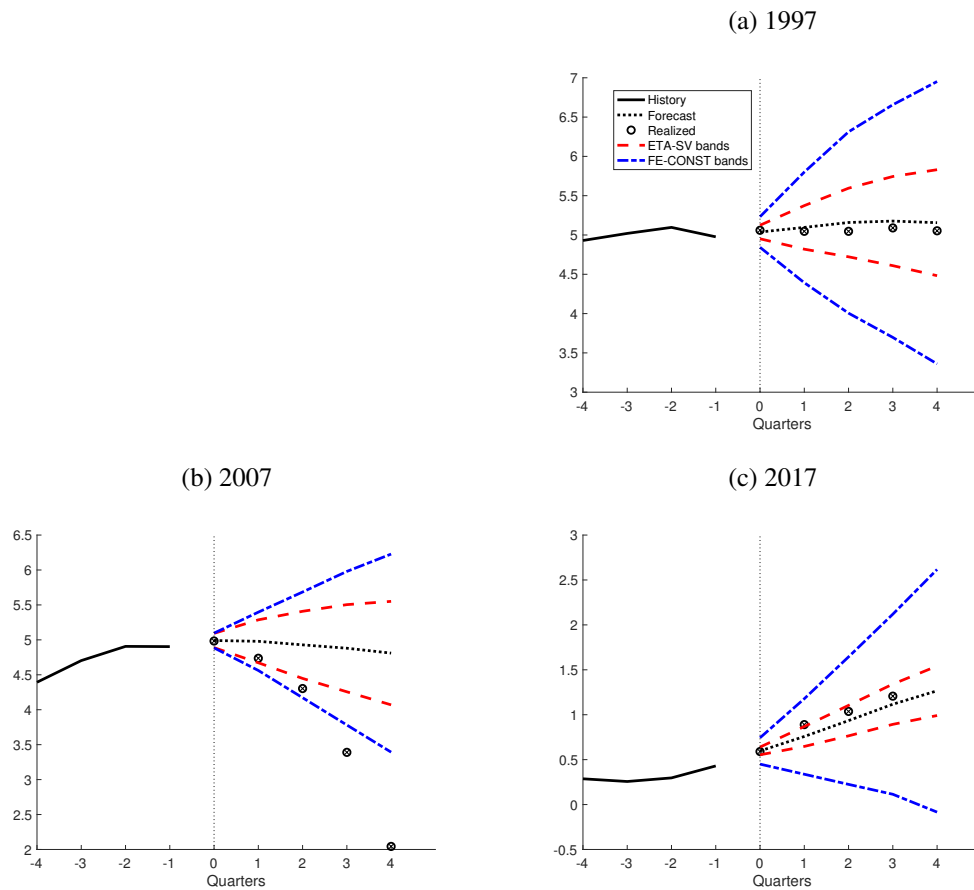 (a) 1997
7
6.5
6
5.5
5
4.5
4
3.5
3
History
Forecast
Realized
ETA-SV bands
FE-CONST bands
-4 -3 -2 -1 0 1 2 3 4
Quarters
(b) 2007
6.5
6
5.5
5
4.5
4
3.5
3
2.5
2
-4 -3 -2 -1 0 1 2 3 4
Quarters
(c) 2017
3
2.5
2
1.5
1
0.5
0
-0.5
-4 -3 -2 -1 0 1 2 3 4
Quarters